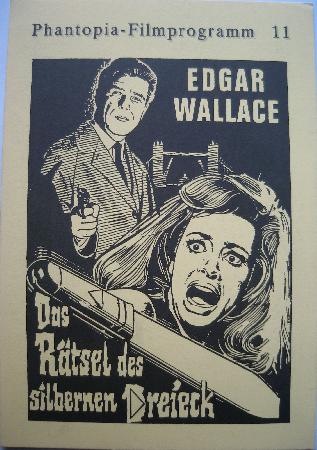 Phantopia-Filmprogramm 11
EDGAR
WALLACE
Das
Rätsel des
silbernen Dreieck